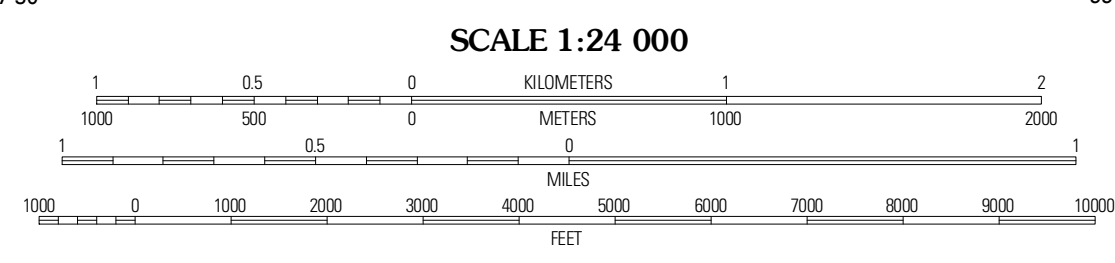 SCALE 1:24 000
1 0.5 0 KILOMETERS 1 2
1000 500 0 METERS 1000 2000
1 0.5 0 1
MILES
1000 0 1000 2000 3000 4000 5000 6000 7000 8000 9000 10000
FEET